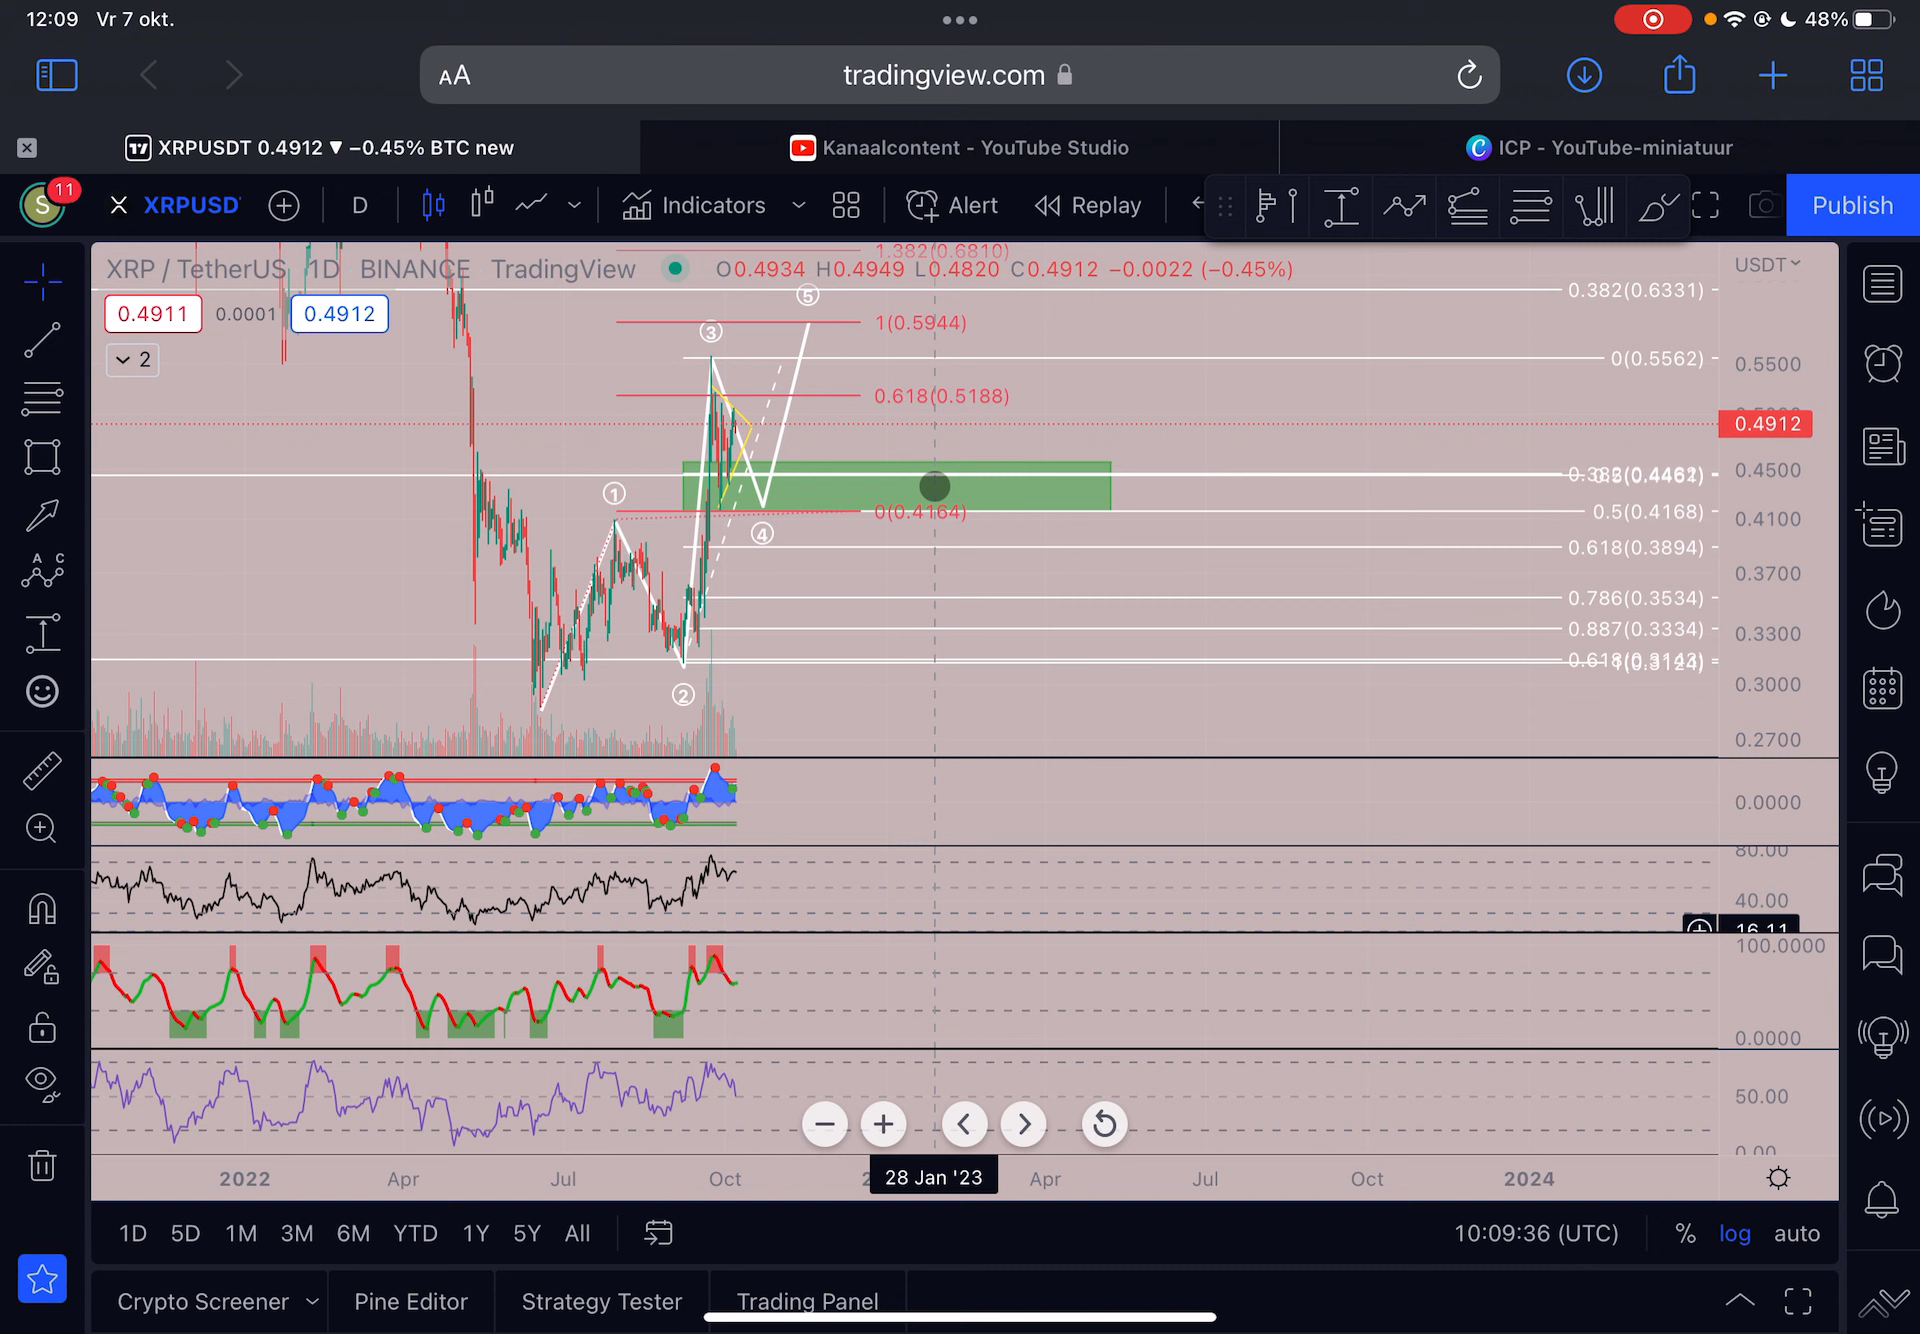 12:09 Vr 7 okt.
48%
AA
tradingview.com
XRPUSDT 0.4912 ▼ −0.45% BTC new
Kanaalcontent - YouTube Studio
ICP - YouTube-miniatuur
S
11
XRPUSD
D
Indicators
Alert
Replay
Publish
1.382(0.6810)
XRP / TetherUS 1D BINANCE TradingView
O0.4934 H0.4949 L0.4820 C0.4912 −0.0022 (−0.45%)
USDT
0.382(0.6331)
0.4911
0.0001
0.4912
5
3
1(0.5944)
2
0(0.5562)
0.5500
0.618(0.5188)
0.4912
0.4500
1
0(0.4164)
0.5(0.4168)
0.4100
4
0.618(0.3894)
0.3700
0.786(0.3534)
0.887(0.3334)
0.3300
2
0.3000
0.2700
0.0000
80.00
40.00
16.11
100.0000
0.0000
50.00
0.00
2022
Apr
Jul
Oct
28 Jan '23
Apr
Jul
Oct
2024
1D 5D 1M 3M 6M YTD 1Y 5Y All
10:09:36 (UTC)
%
log
auto
Crypto Screener
Pine Editor
Strategy Tester
Trading Panel
A C